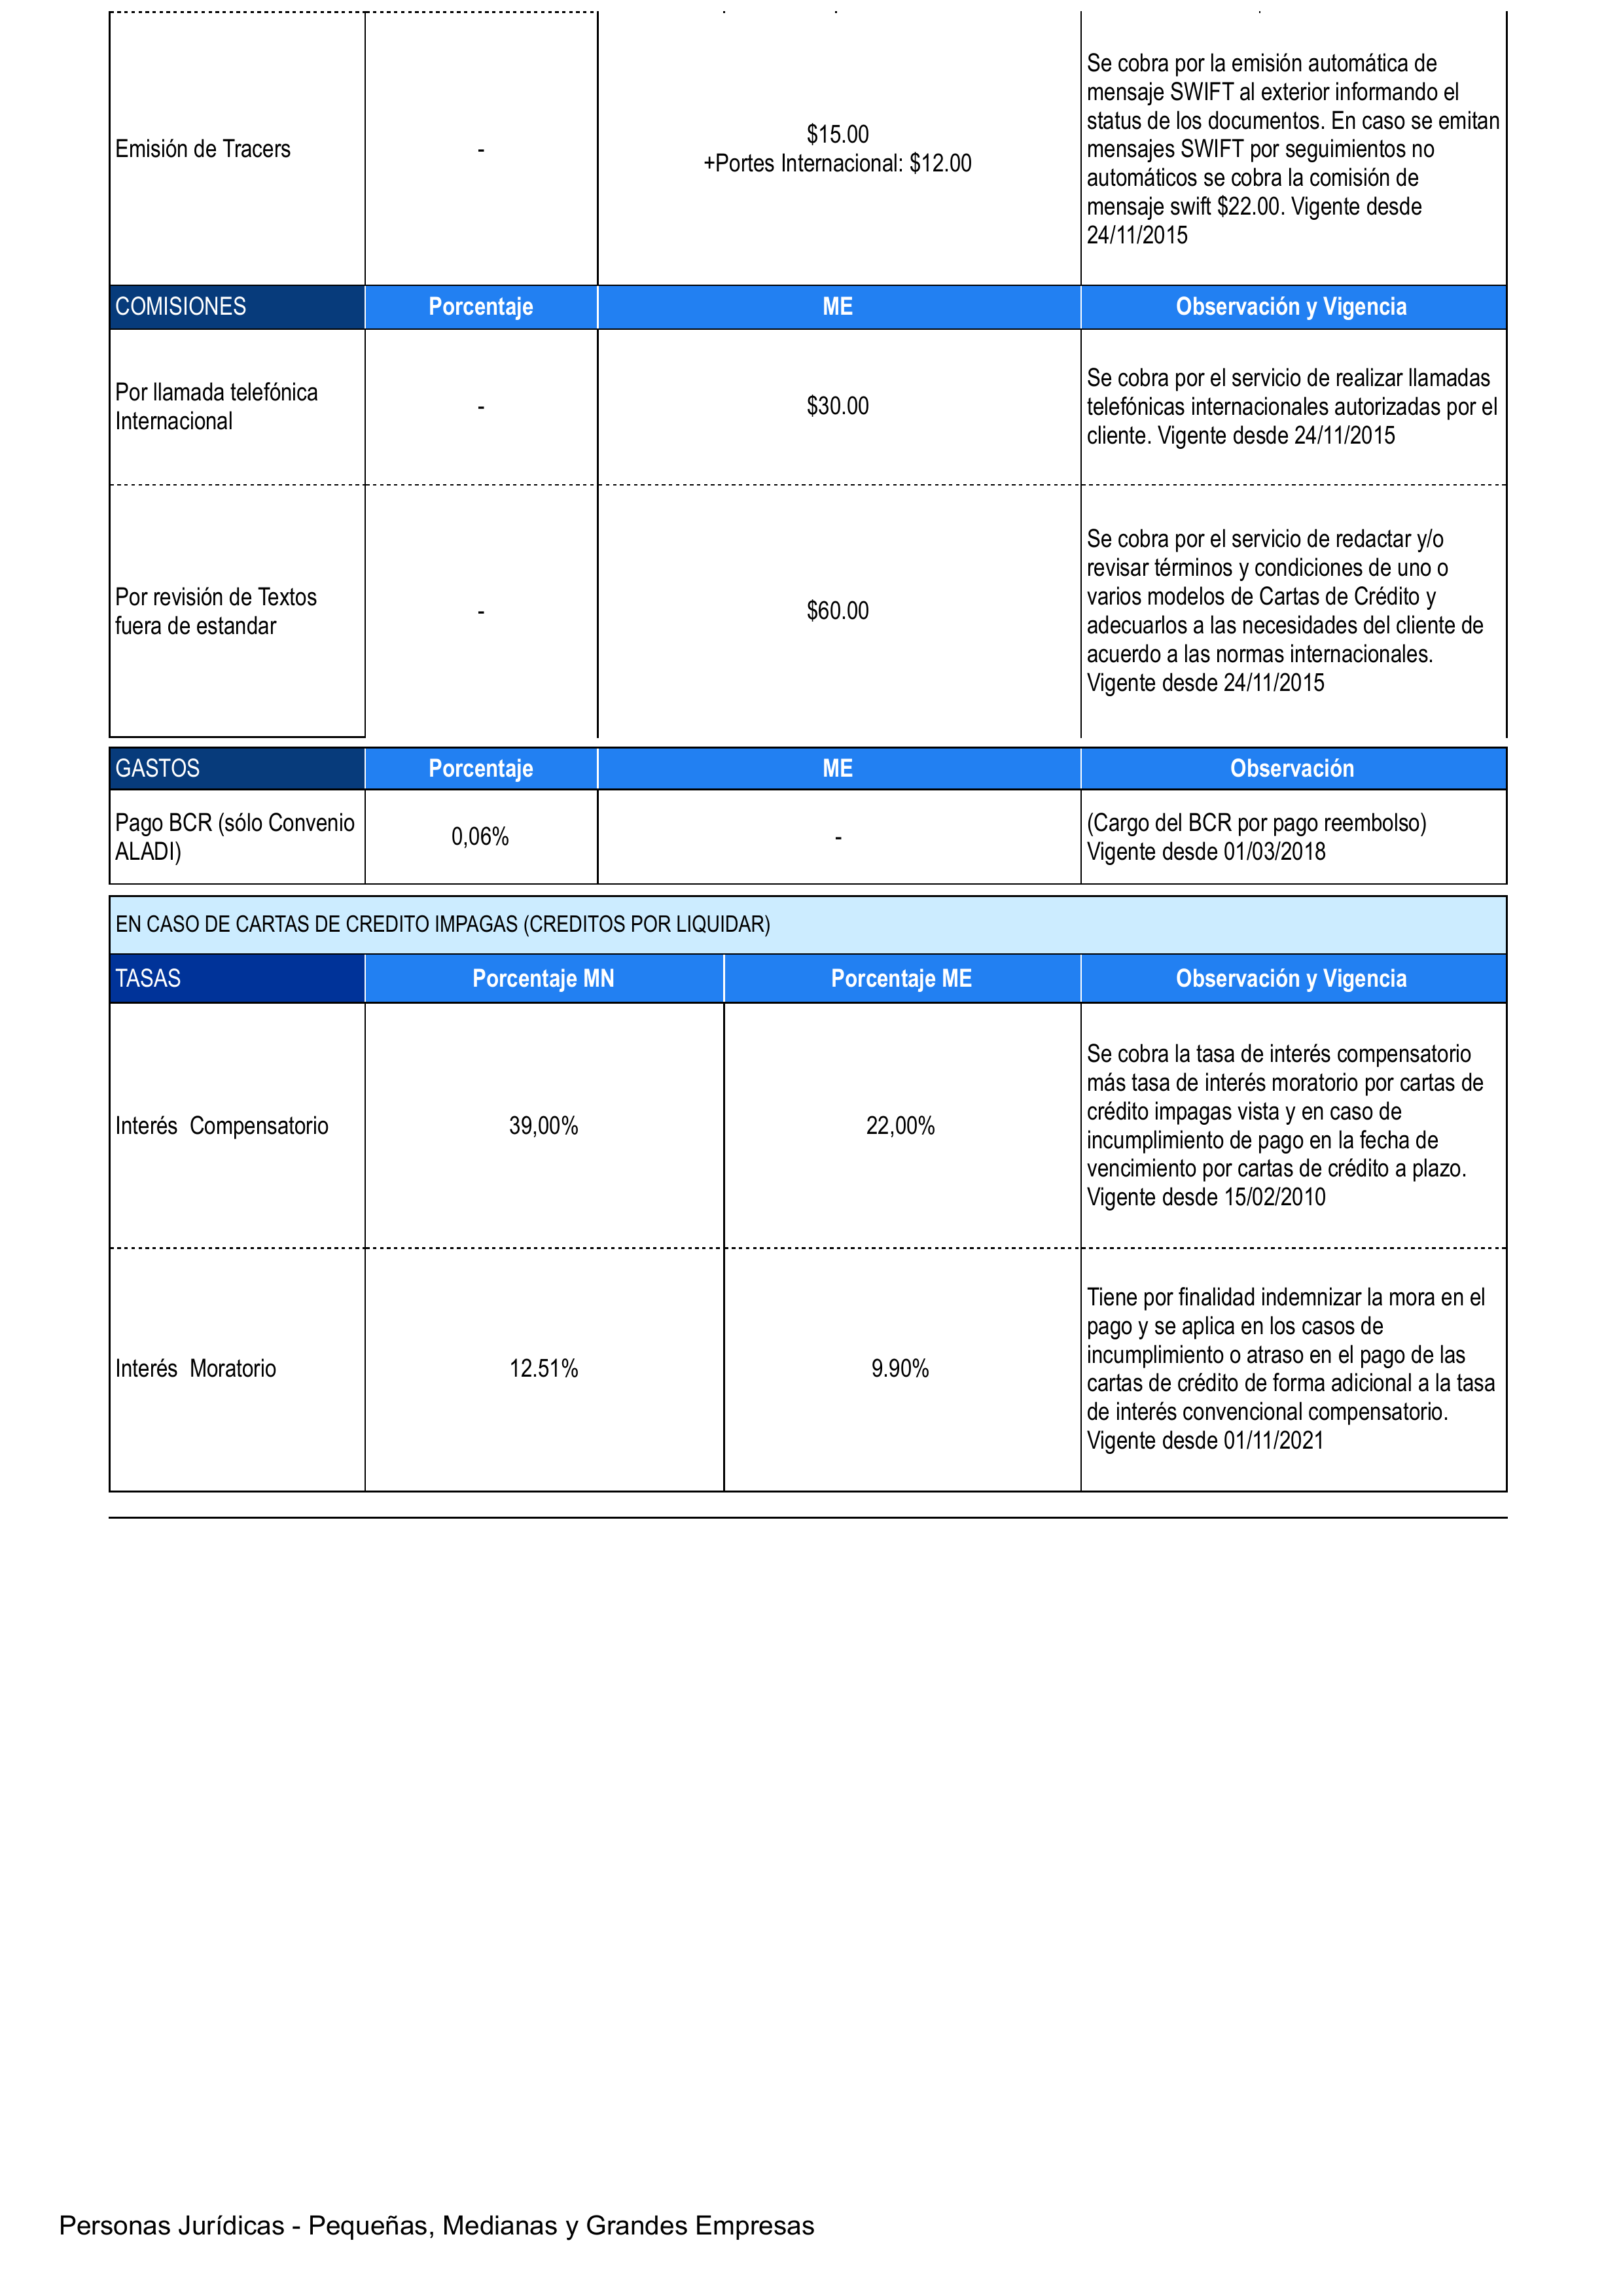 Emisión de Tracers
-
$15.00
+Portes Internacional: $12.00
Se cobra por la emisión automática de
mensaje SWIFT al exterior informando el
status de los documentos. En caso se emitan
mensajes SWIFT por seguimientos no
automáticos se cobra la comisión de
mensaje swift $22.00. Vigente desde
24/11/2015
COMISIONES
Porcentaje
ME
Observación y Vigencia
Por llamada telefónica
Internacional
-
$30.00
Se cobra por el servicio de realizar llamadas
telefónicas internacionales autorizadas por el
cliente. Vigente desde 24/11/2015
Por revisión de Textos
fuera de estandar
-
$60.00
Se cobra por el servicio de redactar y/o
revisar términos y condiciones de uno o
varios modelos de Cartas de Crédito y
adecuarlos a las necesidades del cliente de
acuerdo a las normas internacionales.
Vigente desde 24/11/2015
GASTOS
Porcentaje
ME
Observación
Pago BCR (sólo Convenio
ALADI)
0,06%
-
(Cargo del BCR por pago reembolso)
Vigente desde 01/03/2018
EN CASO DE CARTAS DE CREDITO IMPAGAS (CREDITOS POR LIQUIDAR)
TASAS
Porcentaje MN
Porcentaje ME
Observación y Vigencia
Interés  Compensatorio
39,00%
22,00%
Se cobra la tasa de interés compensatorio
más tasa de interés moratorio por cartas de
crédito impagas vista y en caso de
incumplimiento de pago en la fecha de
vencimiento por cartas de crédito a plazo.
Vigente desde 15/02/2010
Interés  Moratorio
12.51%
9.90%
Tiene por finalidad indemnizar la mora en el
pago y se aplica en los casos de
incumplimiento o atraso en el pago de las
cartas de crédito de forma adicional a la tasa
de interés convencional compensatorio.
Vigente desde 01/11/2021
Personas Jurídicas - Pequeñas, Medianas y Grandes Empresas